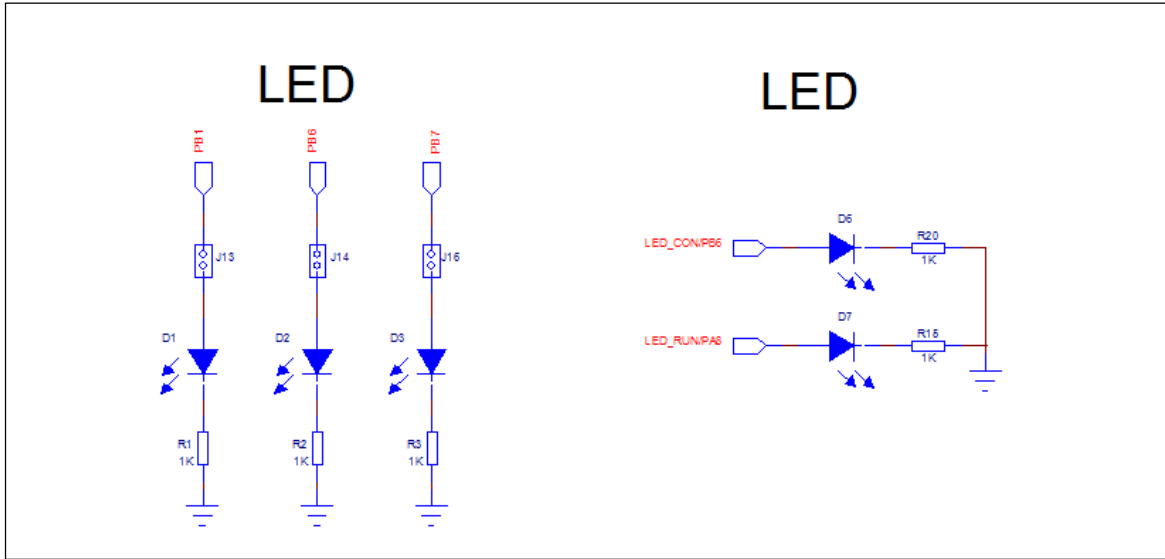 LED
LED
PB1
PB6
PB7
J13
J14
J15
D1
D2
D3
R1
1K
R2
1K
R3
1K
D6
LED_CON/PB6
R20
1K
D7
LED_RUN/PA8
R15
1K